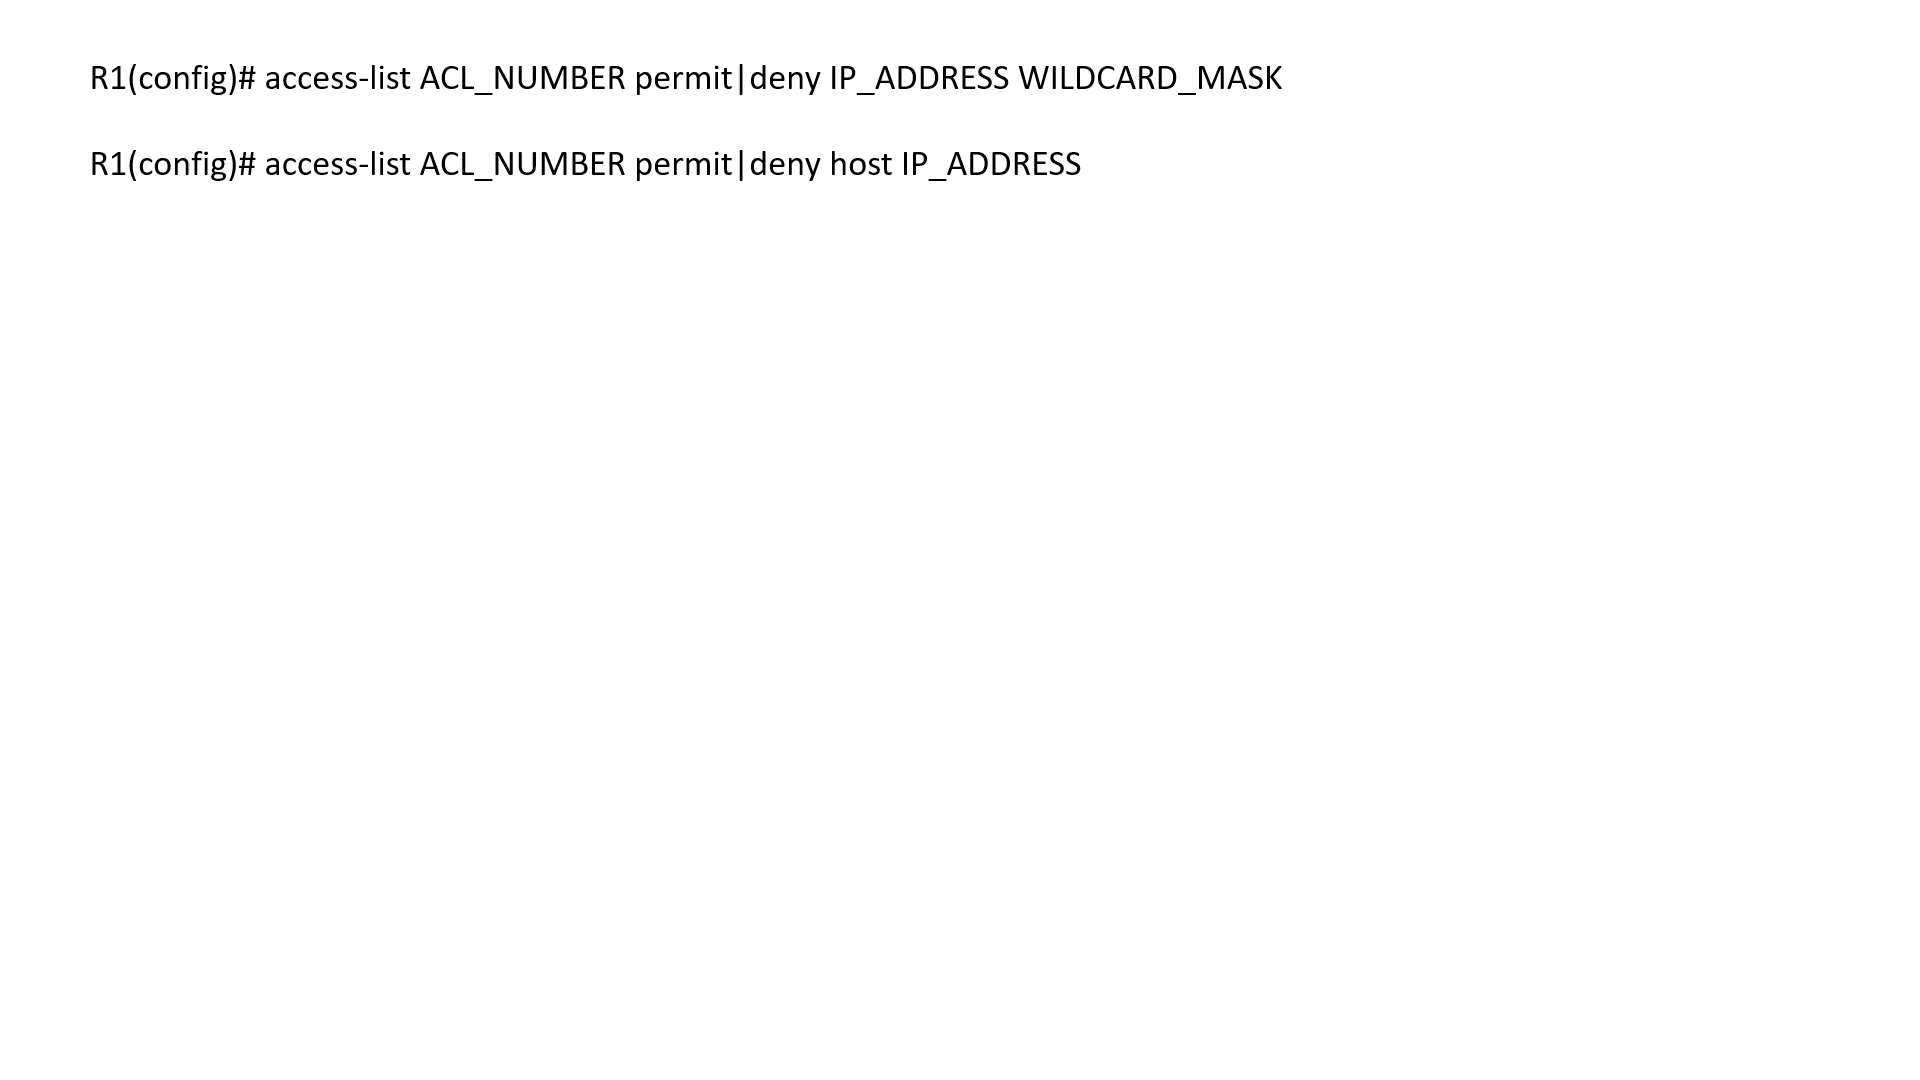 R1(config)# access-list ACL_NUMBER permit|deny IP_ADDRESS WILDCARD_MASK
R1(config)# access-list ACL_NUMBER permit|deny host IP_ADDRESS